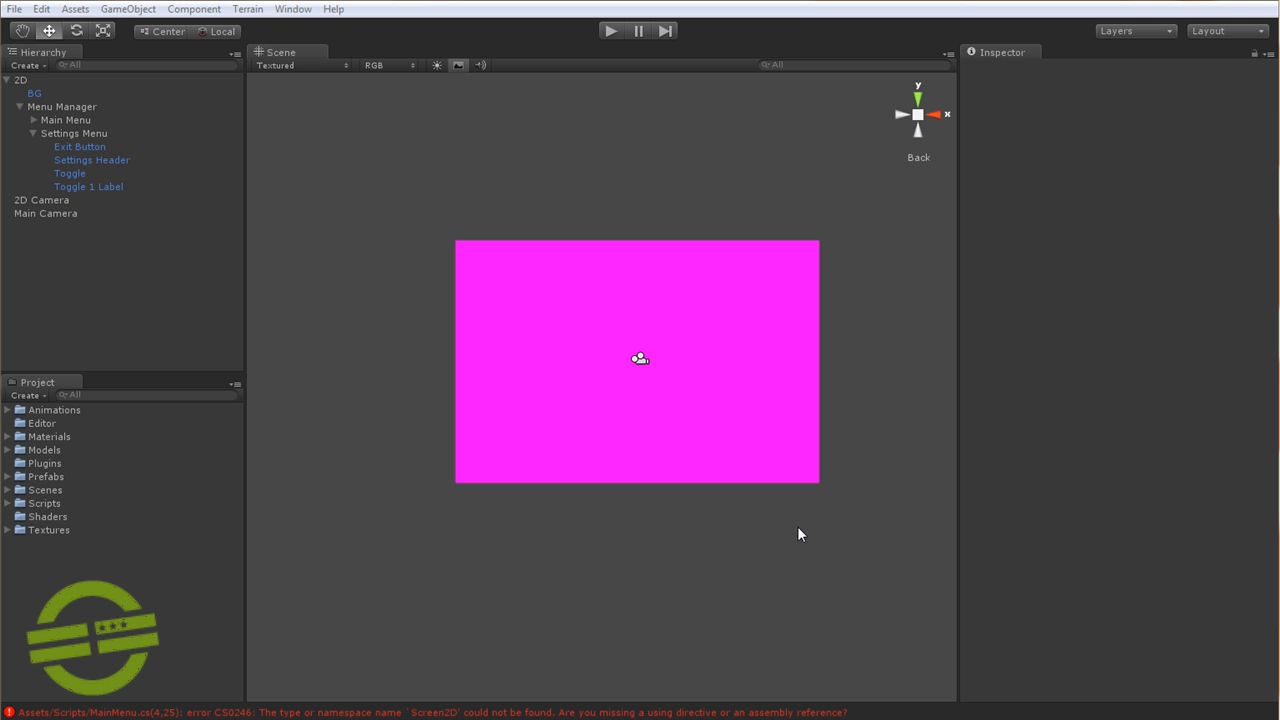 File Edit Assets GameObject Component Terrain Window Help
Center Local Layers Layout
Hierarchy Scene Inspector
Create All Textured RGB All
2D
BG
Menu Manager
Main Menu
Settings Menu
Exit Button
Settings Header
Toggle
Toggle 1 Label
2D Camera
Main Camera
y
x
Back
Project
Create All
Animations
Editor
Materials
Models
Plugins
Prefabs
Scenes
Scripts
Shaders
Textures
Assets/Scripts/MainMenu.cs(4,25): error CS0246: The type or namespace name `Screen2D' could not be found. Are you missing a using directive or an assembly reference?